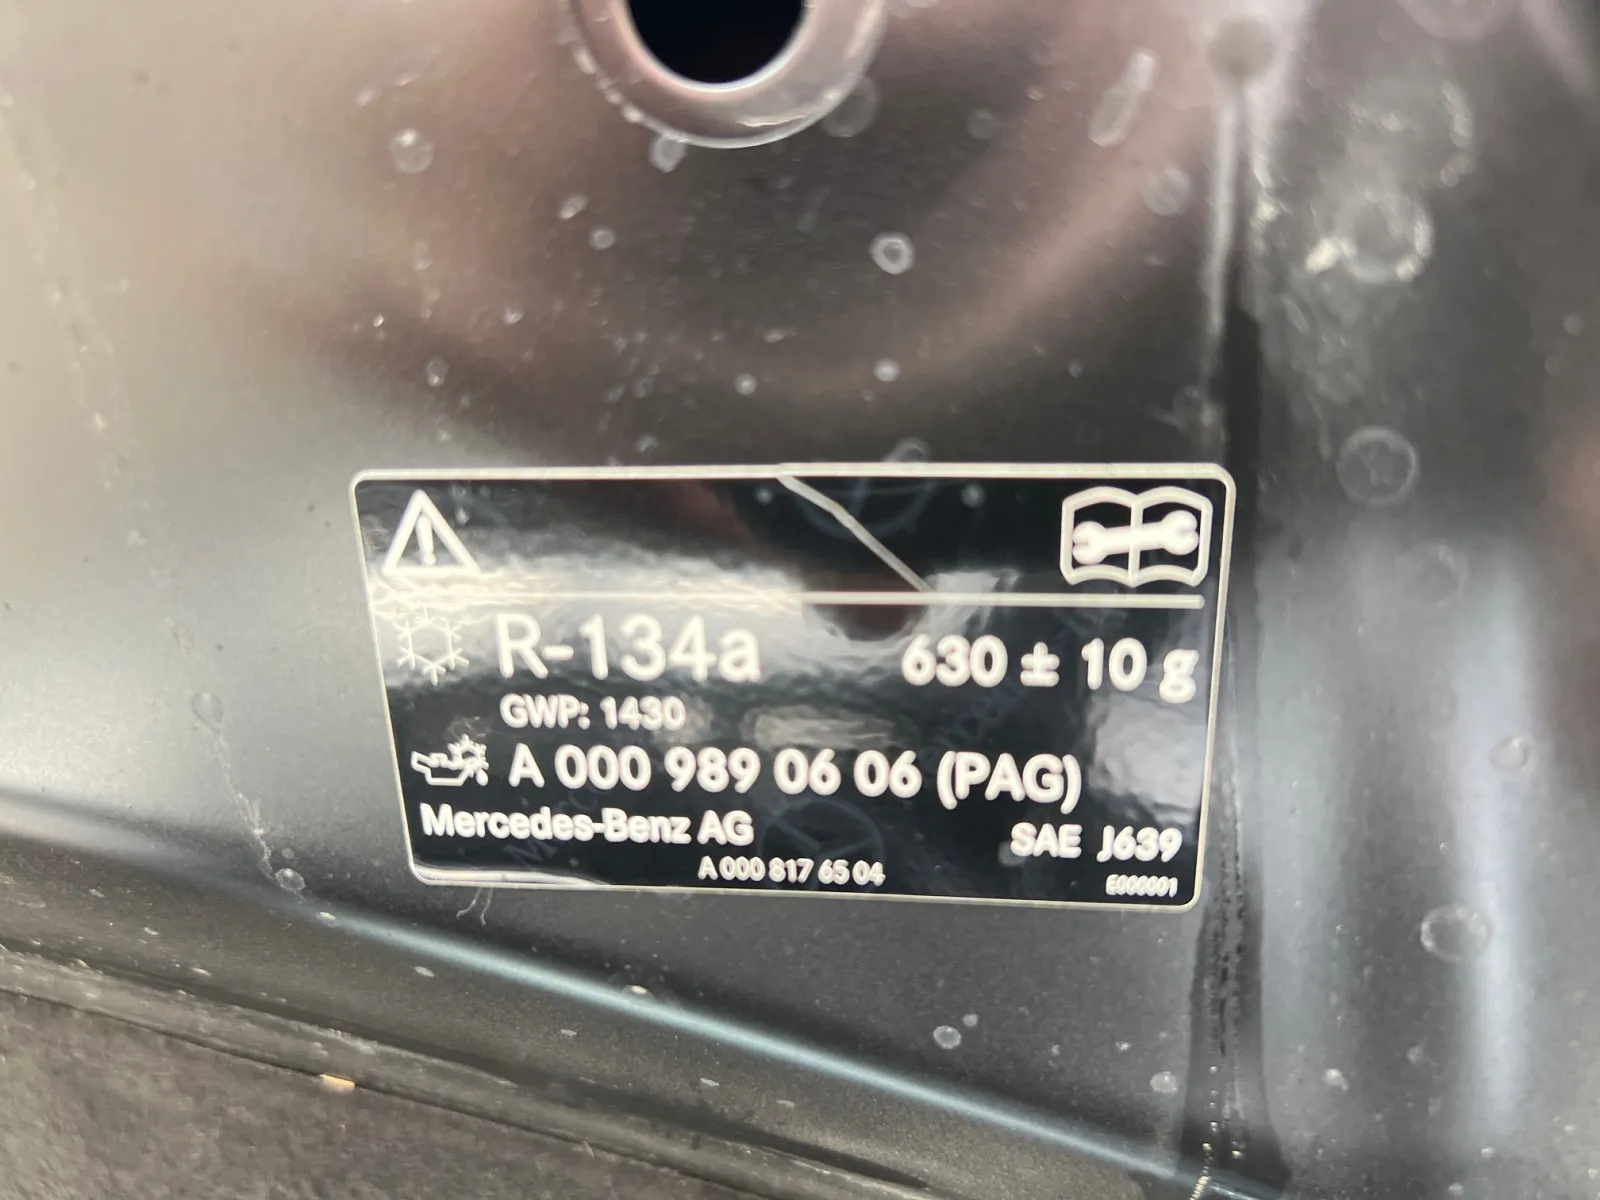 R-134a 630 ± 10 g
GWP: 1430
A 000 989 06 06 (PAG)
Mercedes-Benz AG SAE J639
A 000 817 65 04 E000001